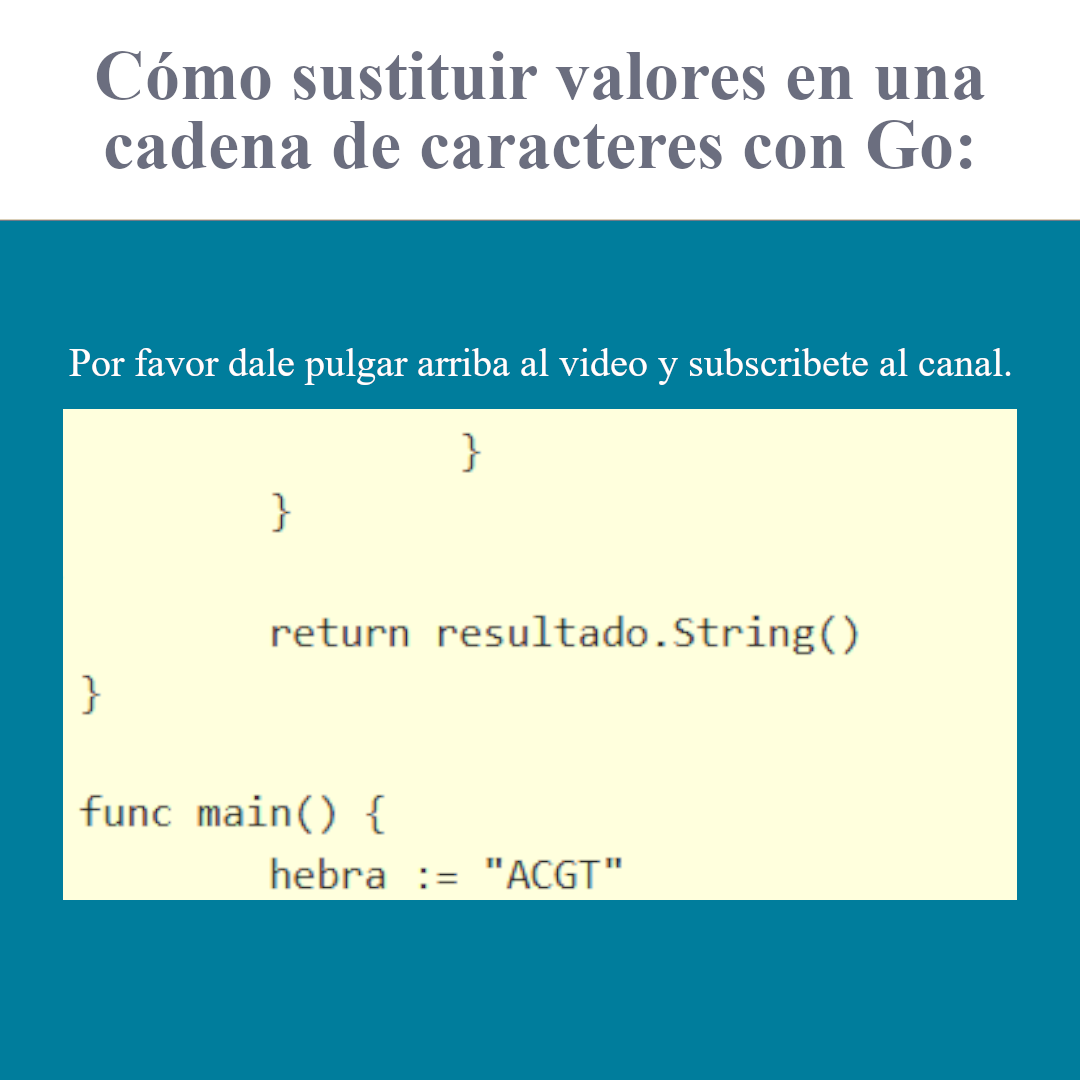 Cómo sustituir valores en una
cadena de caracteres con Go:
Por favor dale pulgar arriba al video y subscribete al canal.
}
}
return resultado.String()
}
func main() {
hebra := "ACGT"